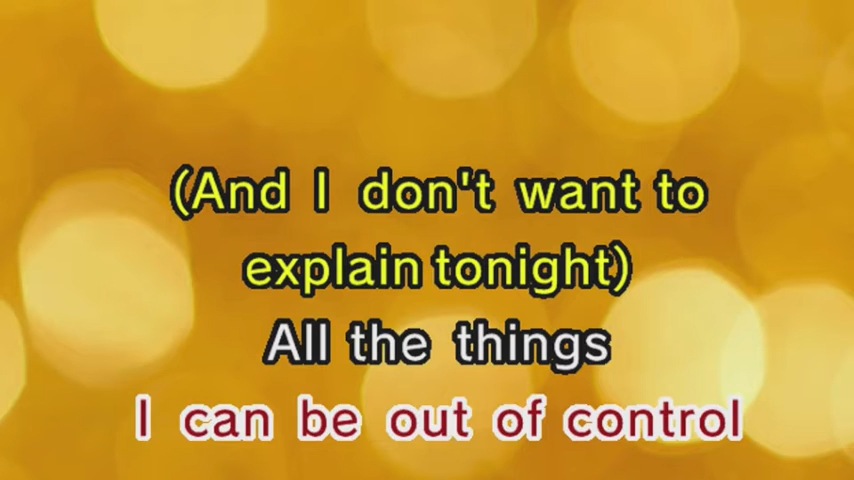 (And I don't want to
explain tonight)
All the things
I can be out of control